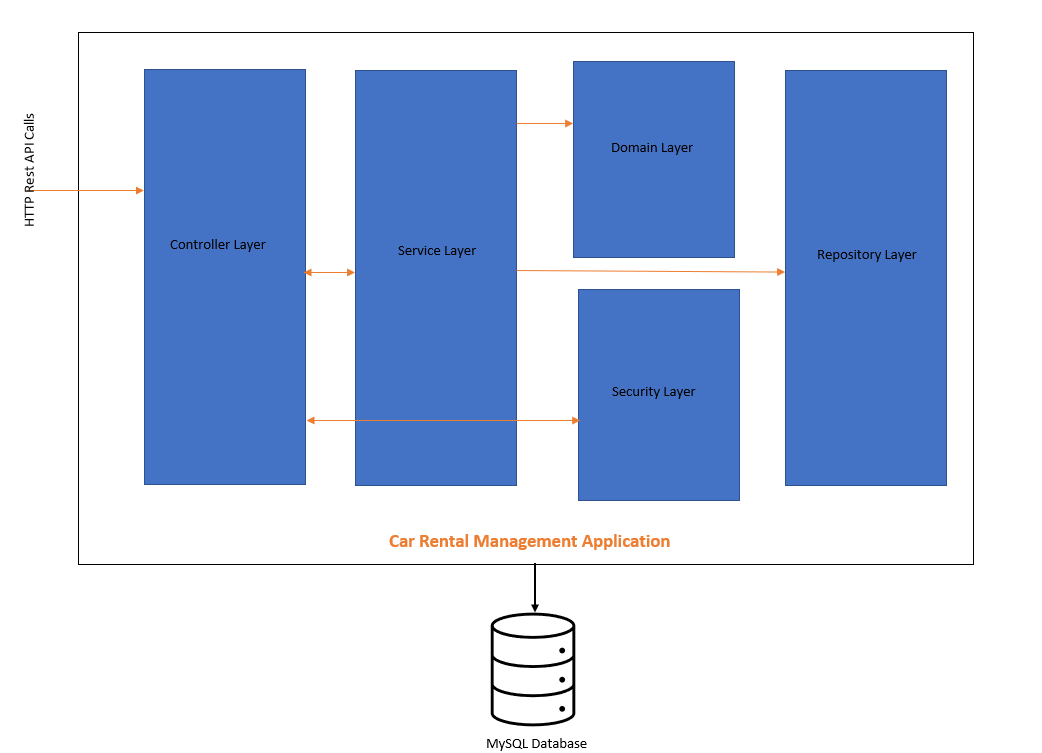 HTTP Rest API Calls
Controller Layer
Service Layer
Domain Layer
Repository Layer
Security Layer
Car Rental Management Application
MySQL Database